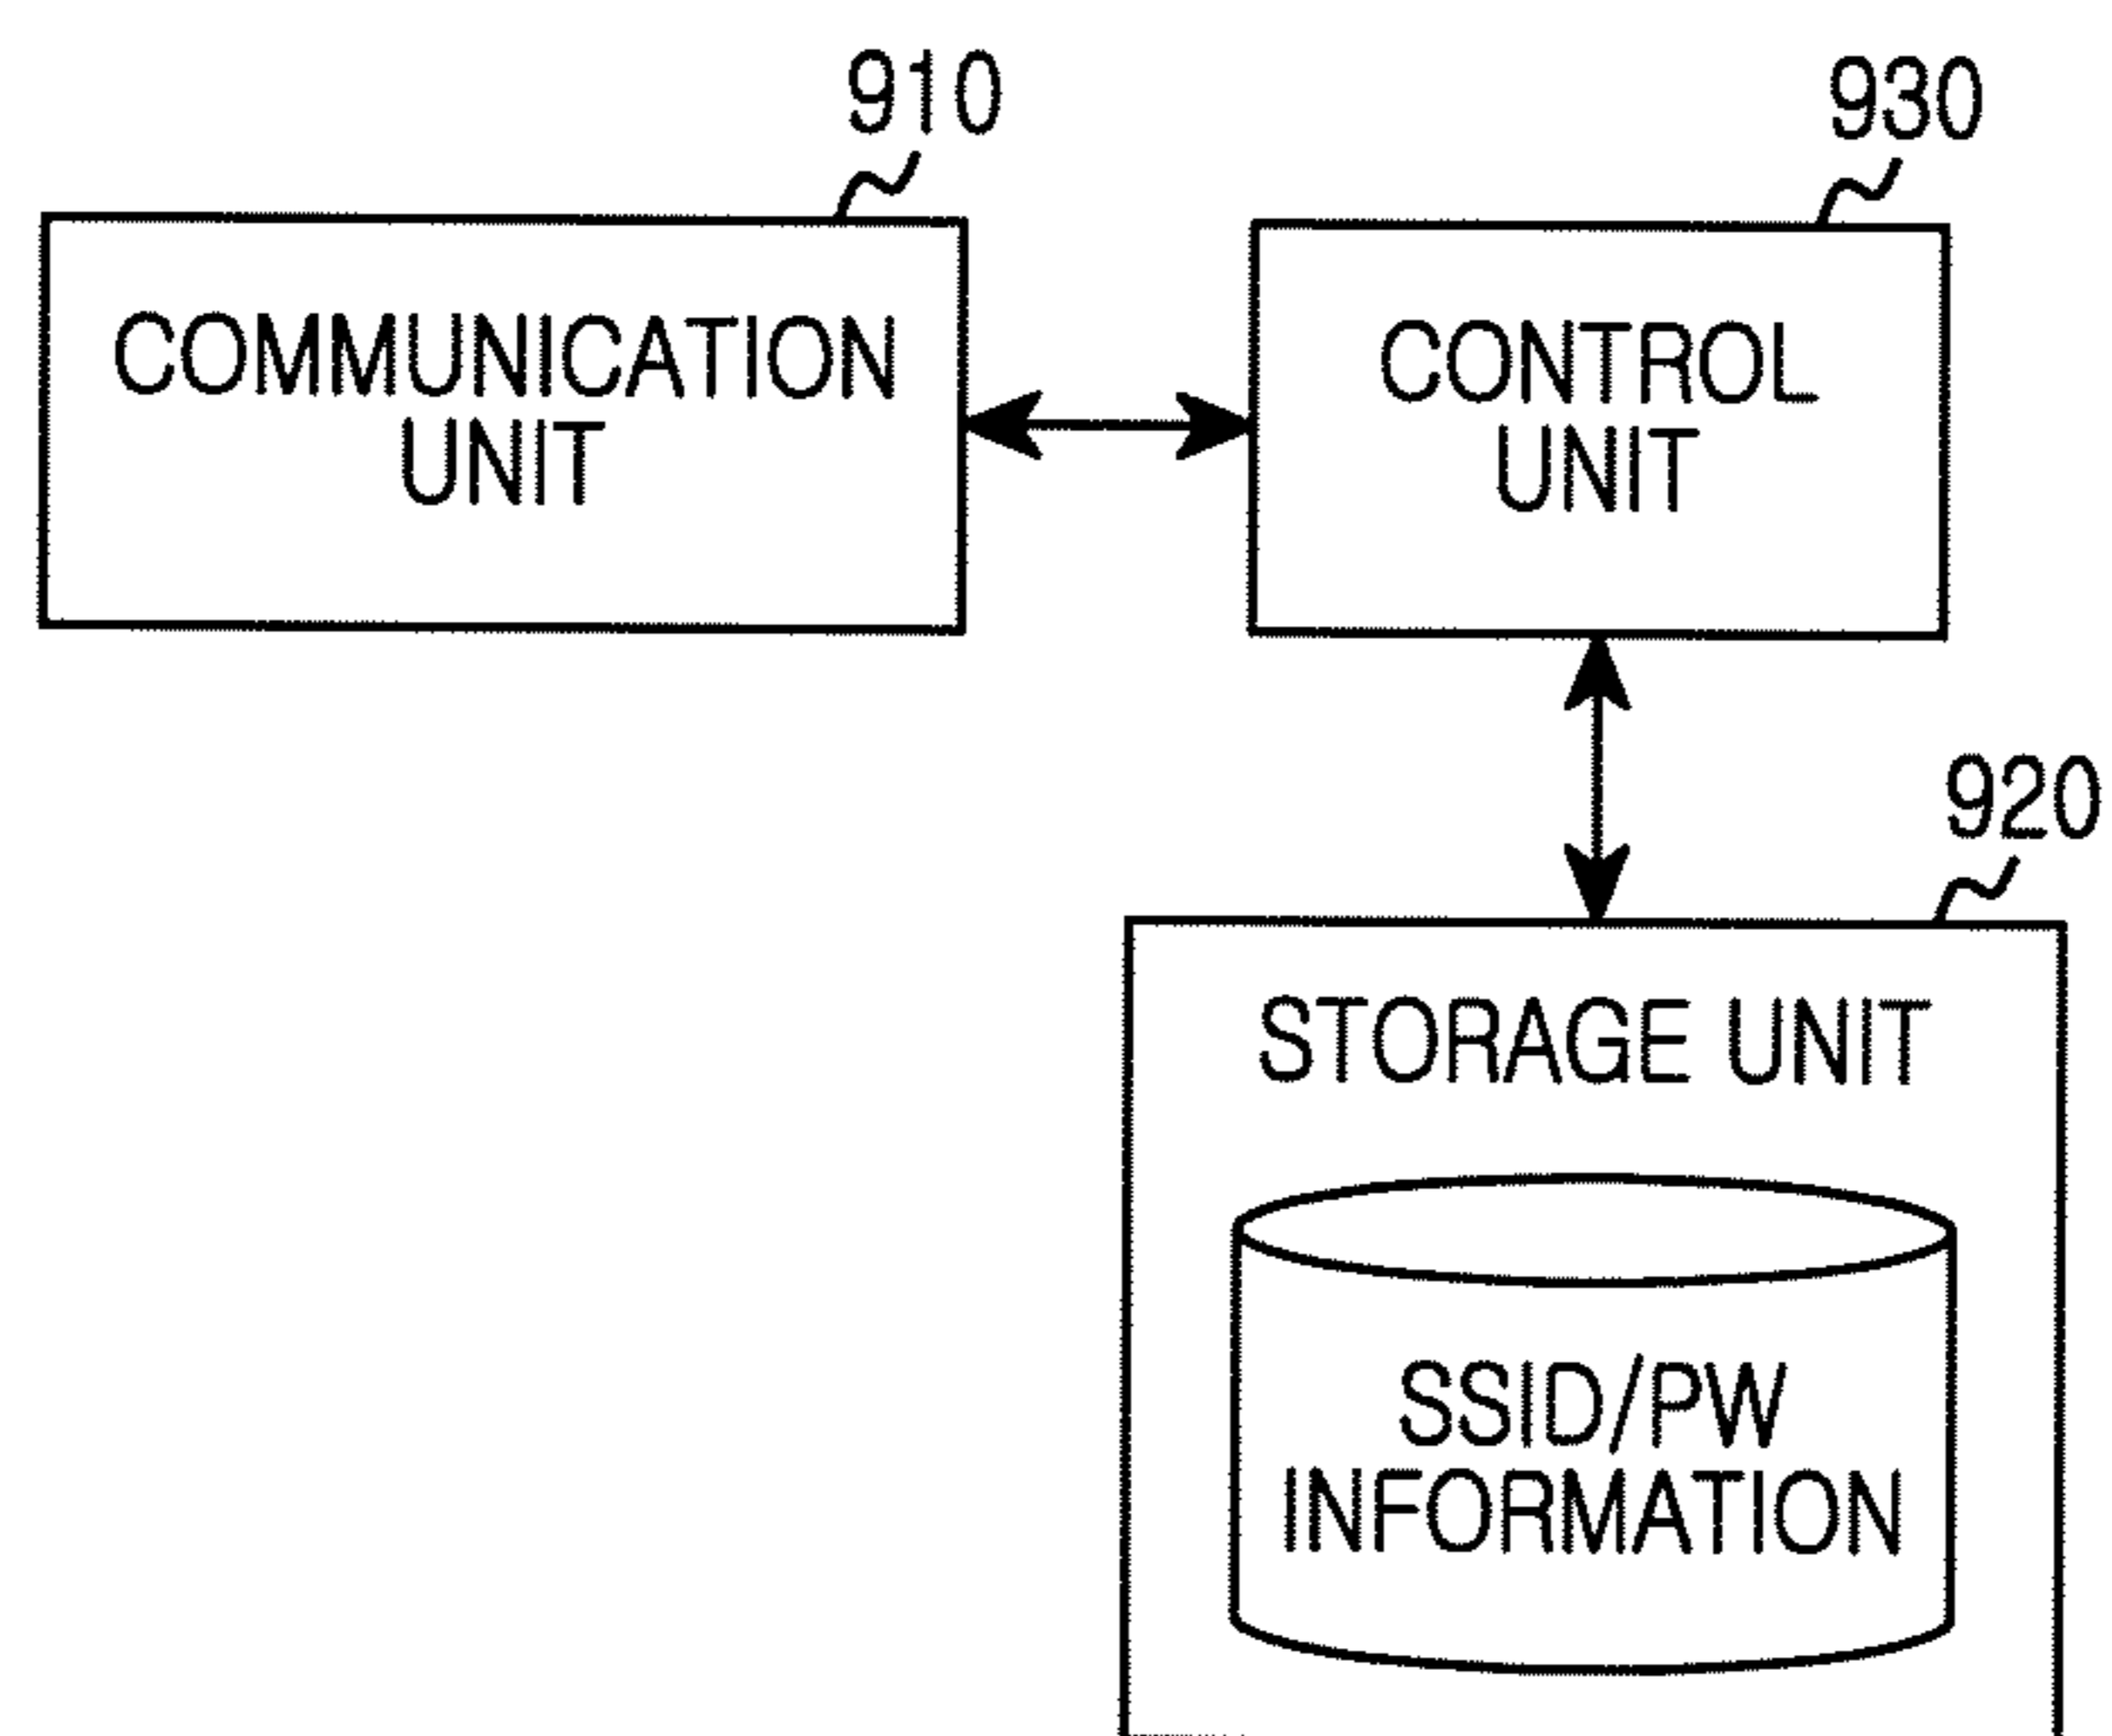 910
930
COMMUNICATION
UNIT
CONTROL
UNIT
920
STORAGE UNIT
SSID/PW
INFORMATION